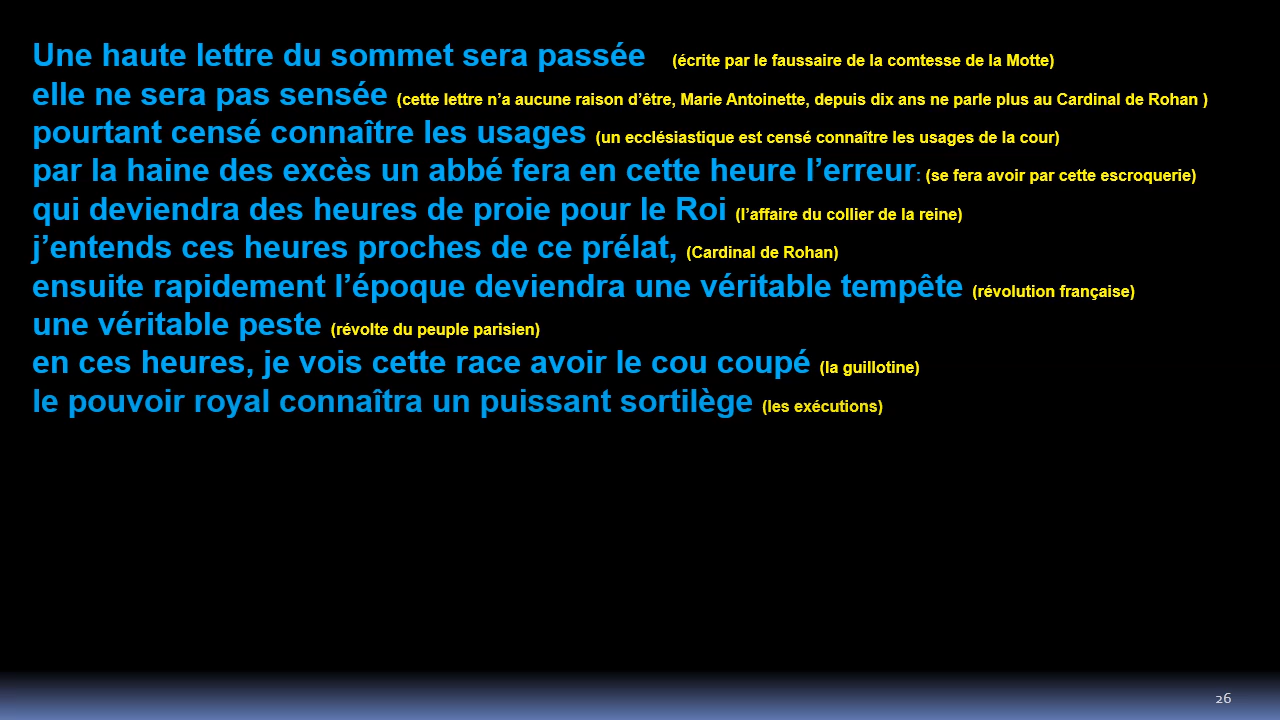 Une haute lettre du sommet sera passée (écrite par le faussaire de la comtesse de la Motte)
elle ne sera pas sensée (cette lettre n’a aucune raison d’être, Marie Antoinette, depuis dix ans ne parle plus au Cardinal de Rohan )
pourtant censé connaître les usages (un ecclésiastique est censé connaître les usages de la cour)
par la haine des excès un abbé fera en cette heure l’erreur: (se fera avoir par cette escroquerie)
qui deviendra des heures de proie pour le Roi (l’affaire du collier de la reine)
j’entends ces heures proches de ce prélat, (Cardinal de Rohan)
ensuite rapidement l’époque deviendra une véritable tempête (révolution française)
une véritable peste (révolte du peuple parisien)
en ces heures, je vois cette race avoir le cou coupé (la guillotine)
le pouvoir royal connaîtra un puissant sortilège (les exécutions)
26